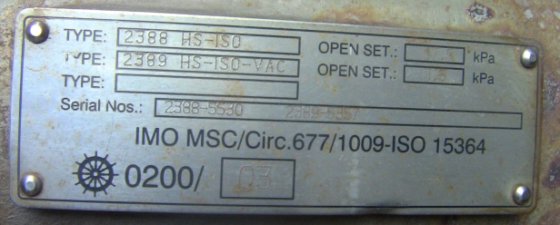 TYPE: 2388 HS-ISO OPEN SET.: kPa
TYPE: 2389 HS-ISO-VAC OPEN SET.: kPa
TYPE:
Serial Nos.: 2388-5530
IMO MSC/Circ.677/1009-ISO 15364
0200/ 03